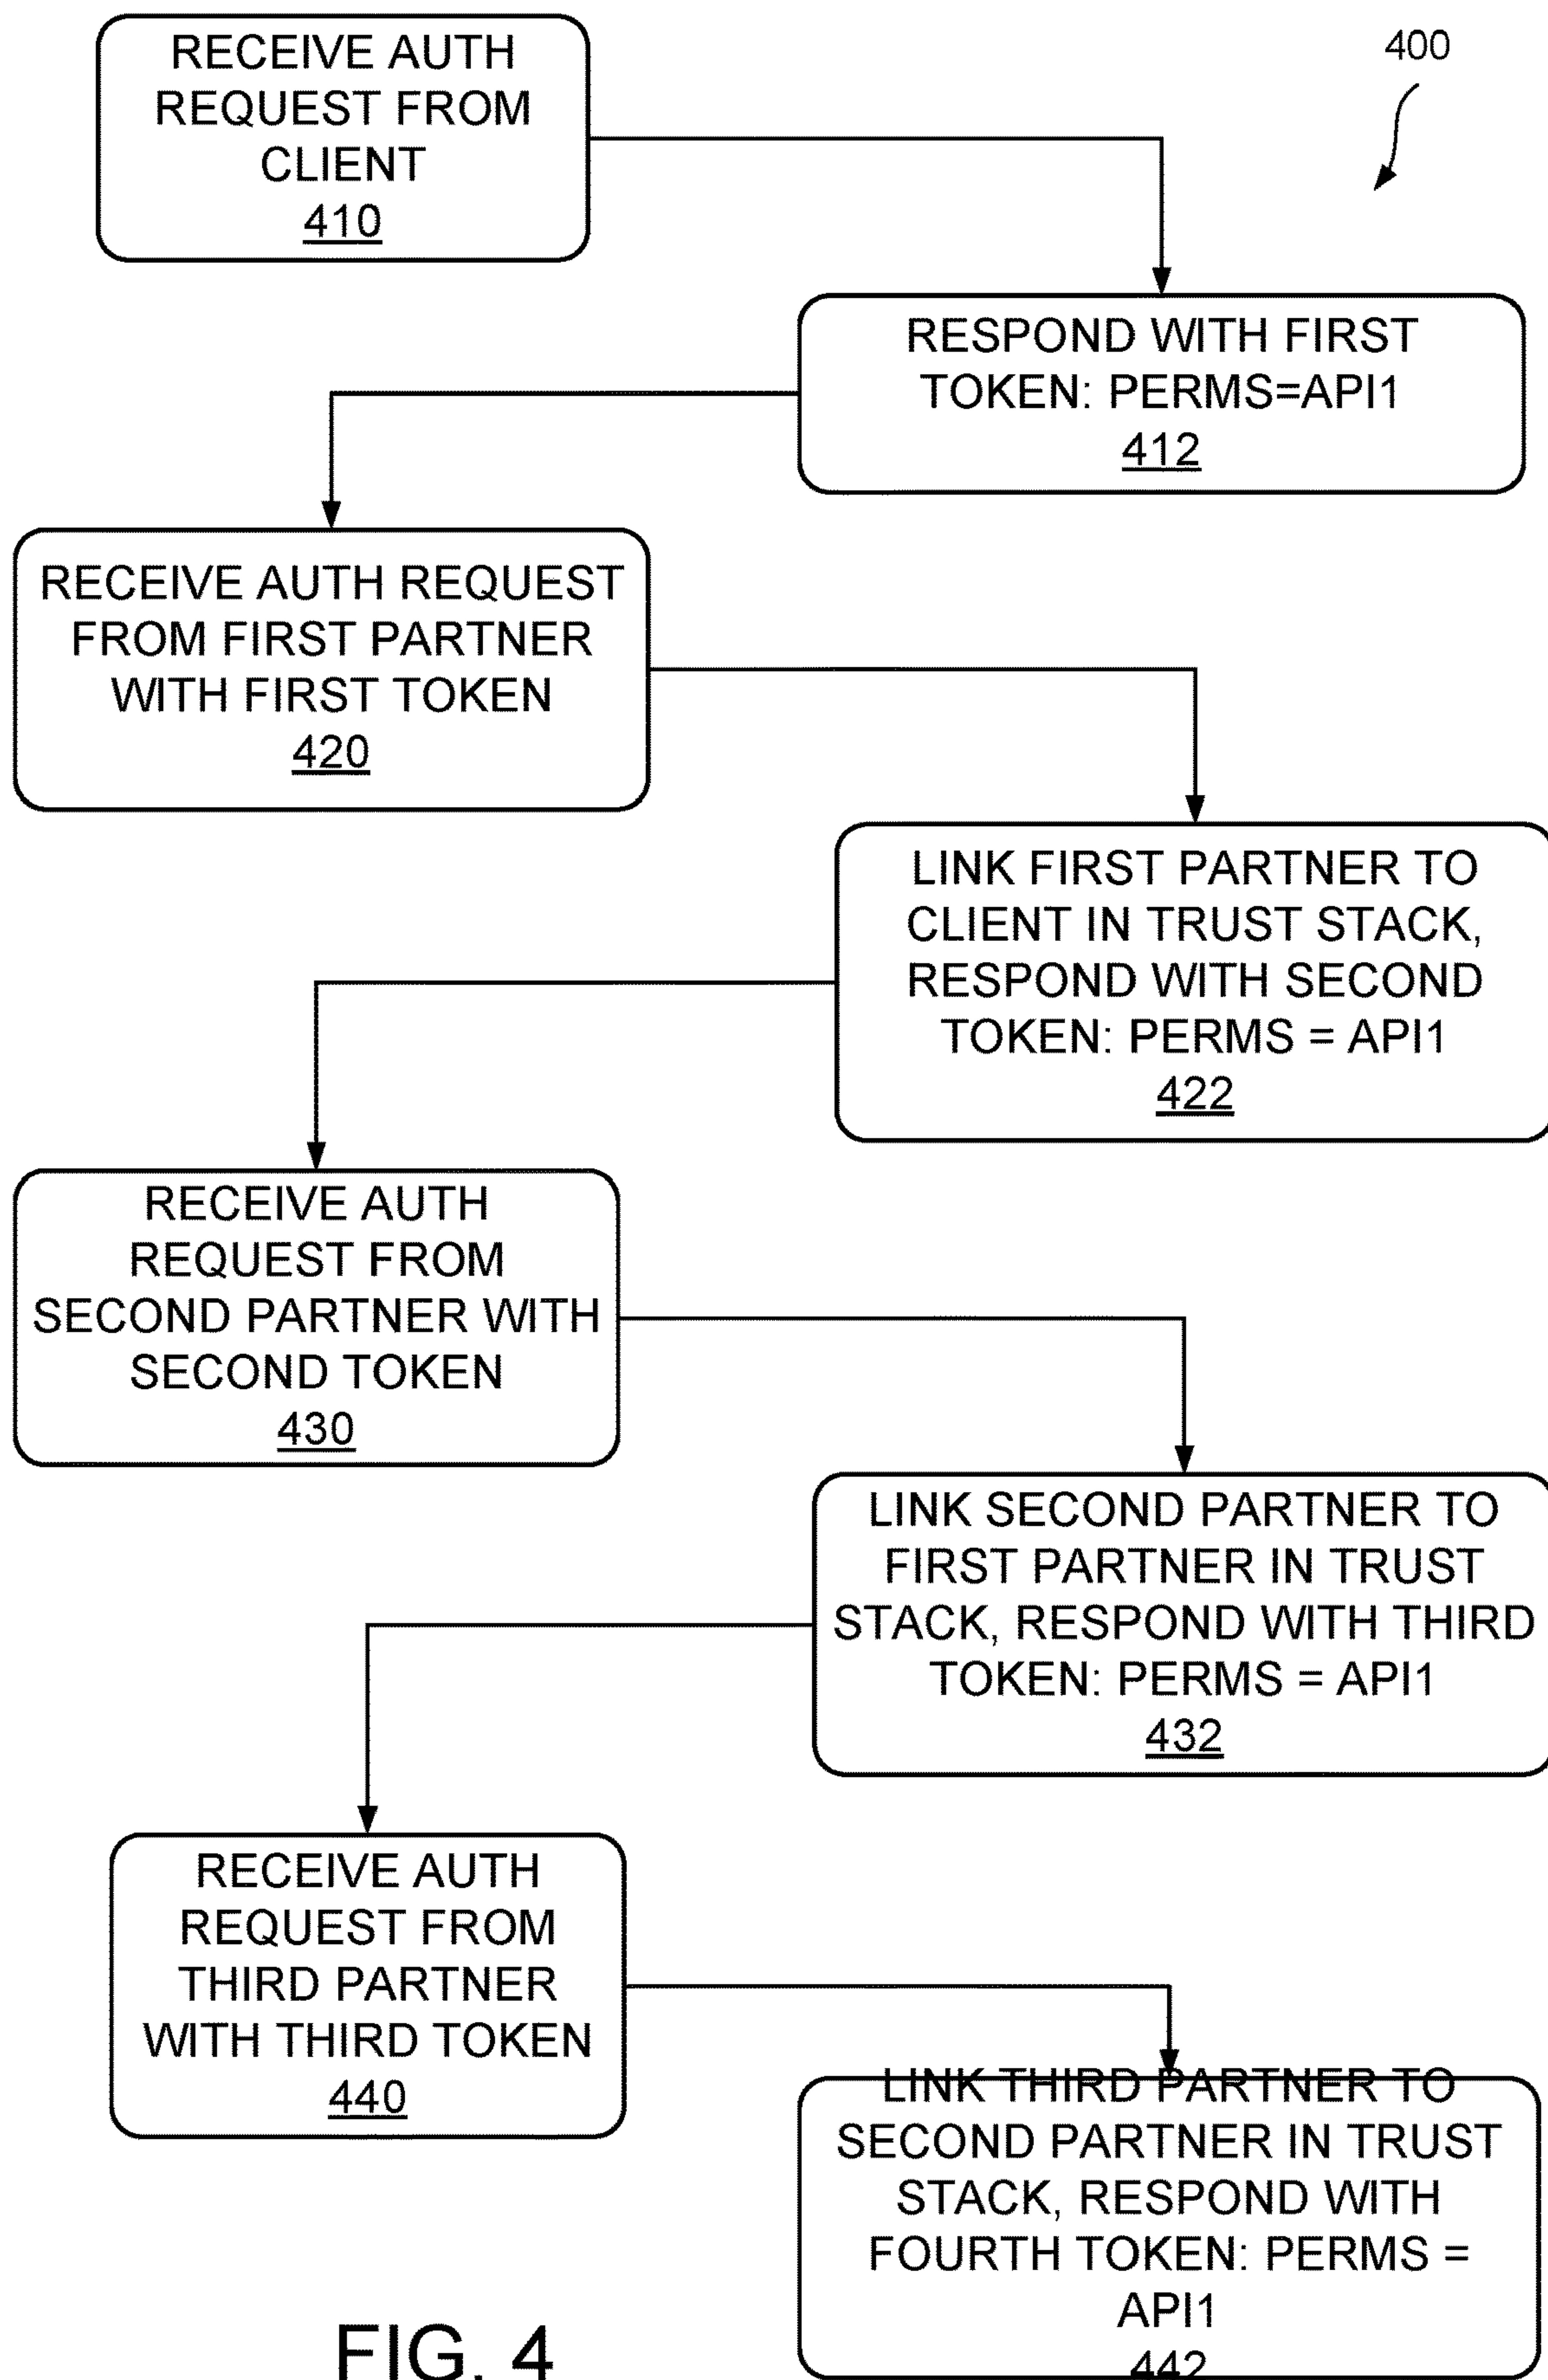 RECEIVE AUTH
REQUEST FROM
CLIENT
410
400
RESPOND WITH FIRST
TOKEN: PERMS=API1
412
RECEIVE AUTH REQUEST
FROM FIRST PARTNER
WITH FIRST TOKEN
420
LINK FIRST PARTNER TO
CLIENT IN TRUST STACK,
RESPOND WITH SECOND
TOKEN: PERMS = API1
422
RECEIVE AUTH
REQUEST FROM
SECOND PARTNER WITH
SECOND TOKEN
430
LINK SECOND PARTNER TO
FIRST PARTNER IN TRUST
STACK, RESPOND WITH THIRD
TOKEN: PERMS = API1
432
RECEIVE AUTH
REQUEST FROM
THIRD PARTNER
WITH THIRD TOKEN
440
LINK THIRD PARTNER TO
SECOND PARTNER IN TRUST
STACK, RESPOND WITH
FOURTH TOKEN: PERMS =
API1
442
FIG. 4